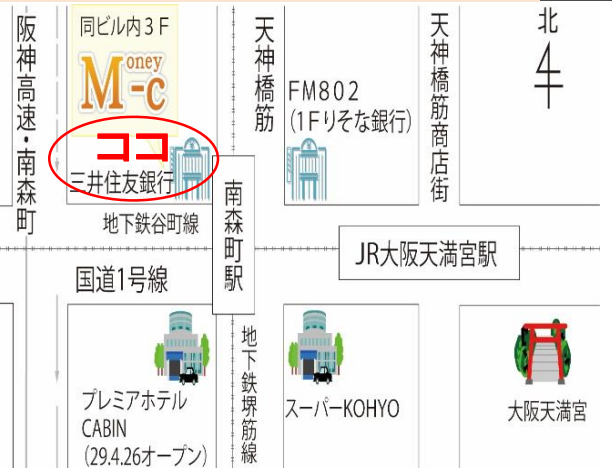 阪神高速・南森町
同ビル内３Ｆ
Money-c
ココ
三井住友銀行
地下鉄谷町線
天神橋筋
FM802
(１Ｆりそな銀行)
天神橋筋商店街
北
南森町駅
JR大阪天満宮駅
国道1号線
地下鉄堺筋線
プレミアホテル
CABIN
(29.4.26オープン)
スーパーKOHYO
大阪天満宮